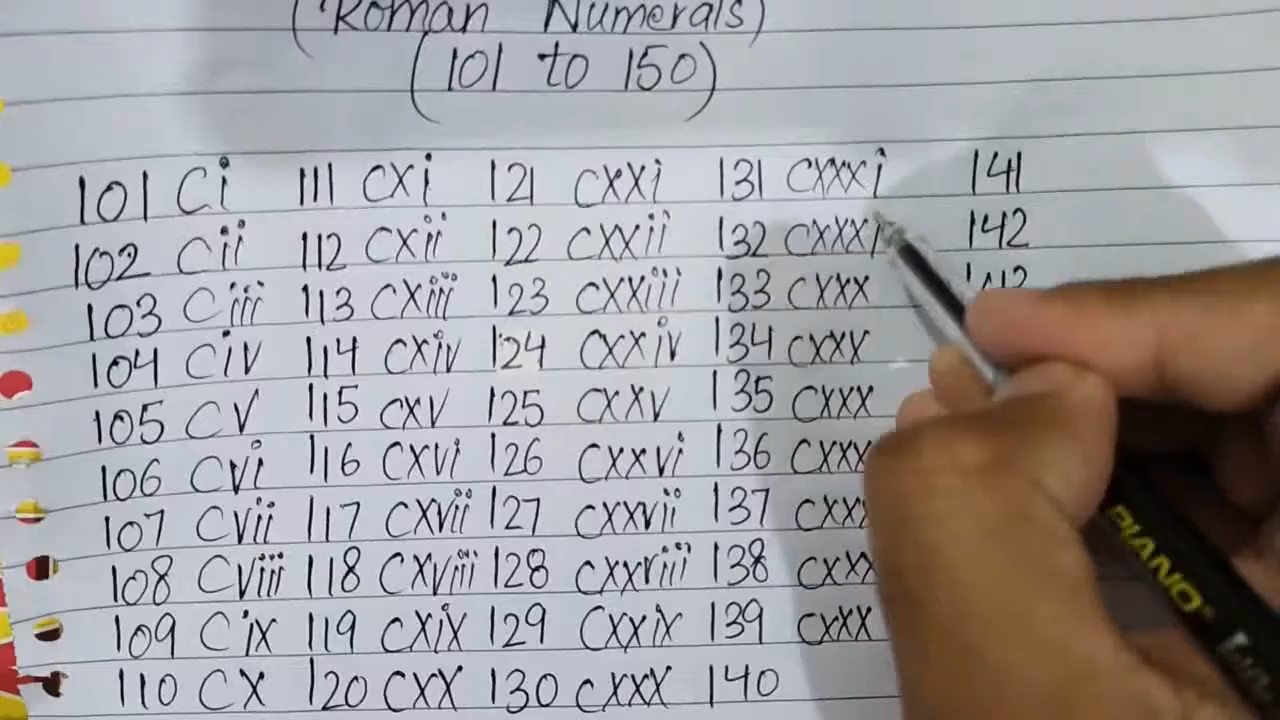 (Roman Numerals)
(101 to 150)
101 Ci 111 CXi 121 CXXi 131 CXXXi 141
102 Cii 112 CXii 122 CXXii 132 CXXXi 142
103 Ciii 113 CXiii 123 CXXiii 133 CXXX
104 CiV 114 CXiV 124 CXXiV 134 CXXX
105 CV 115 CXV 125 CXXV 135 CXXX
106 CVi 116 CXVi 126 CXXVi 136 CXXX
107 CVii 117 CXVii 127 CXXVii 137 CXXX
108 CViii 118 CXViii 128 CXXViii 138 CXXX
109 CiX 119 CXiX 129 CXXiX 139 CXXX
110 CX 120 CXX 130 CXXX 140
PIANO